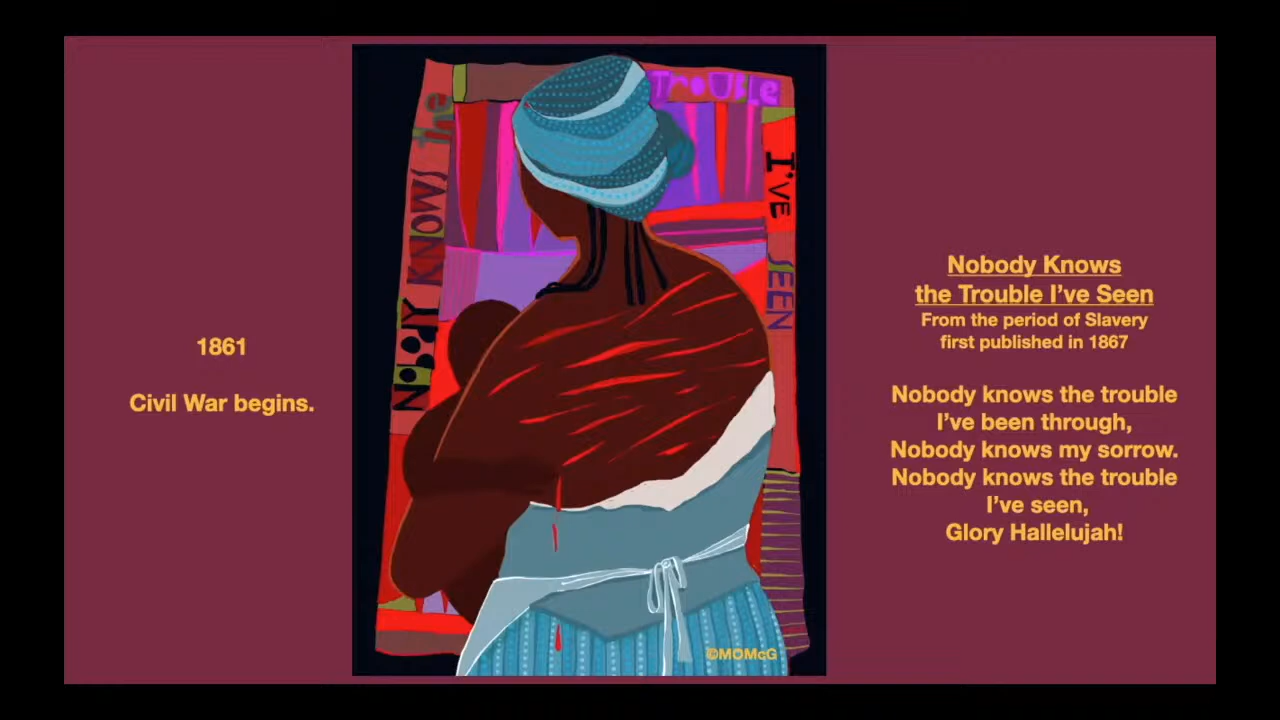 1861
Civil War begins.
NOBODY KNOWS the
TROUBLE
I'VE SEEN
©MOMcG
Nobody Knows
the Trouble I've Seen
From the period of Slavery
first published in 1867
Nobody knows the trouble
I've been through,
Nobody knows my sorrow.
Nobody knows the trouble
I've seen,
Glory Hallelujah!